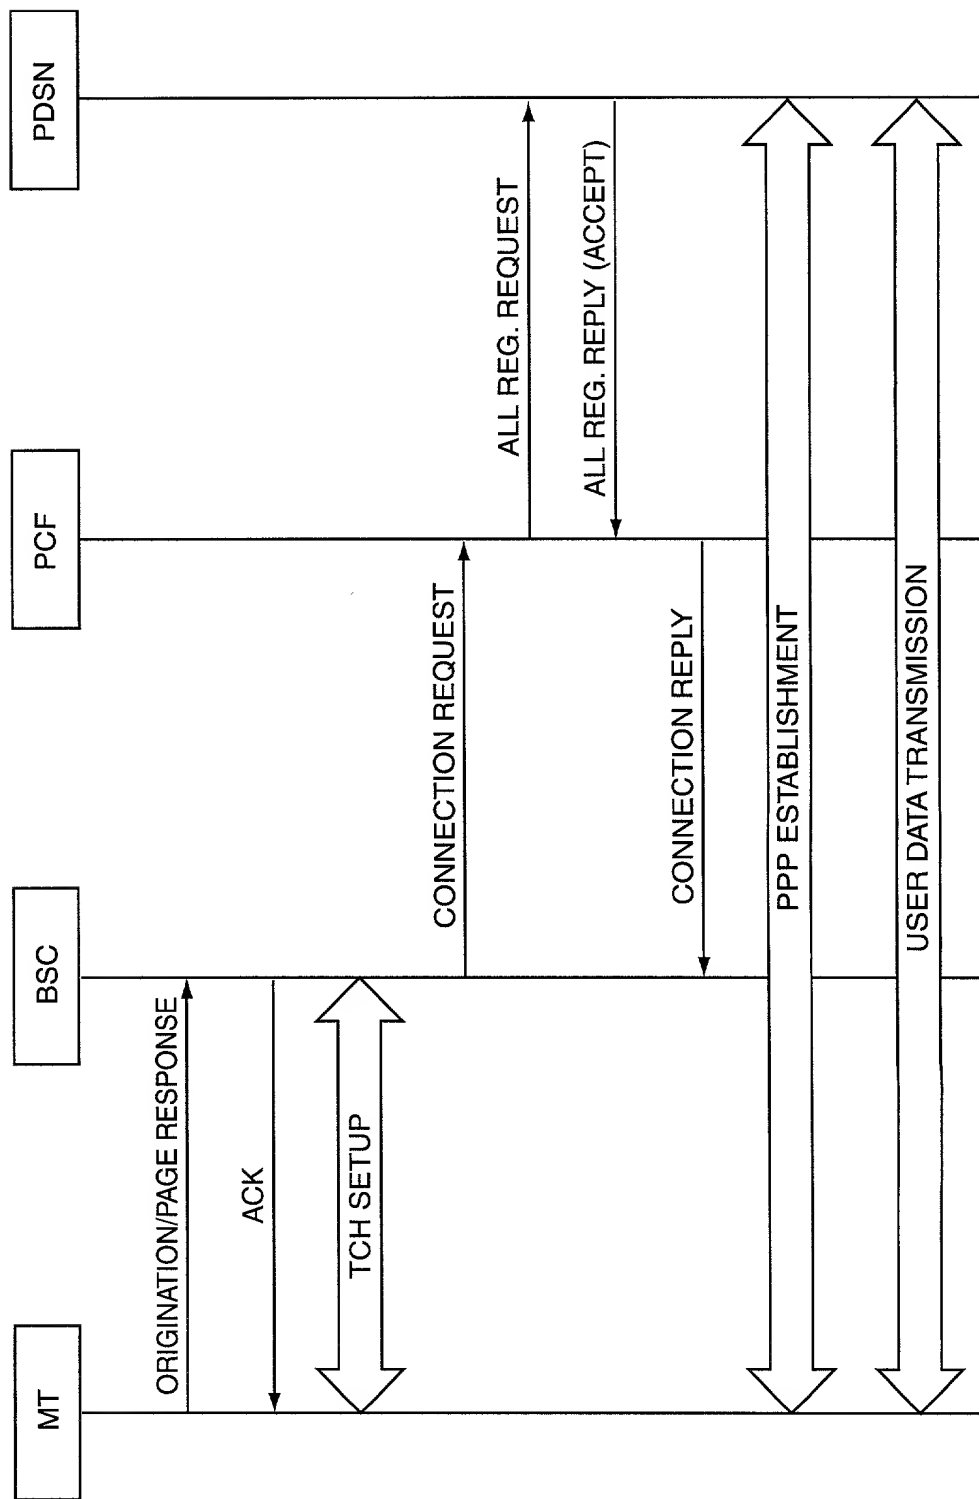 MT
BSC
PCF
PDSN
ORIGINATION/PAGE RESPONSE
ACK
TCH SETUP
CONNECTION REQUEST
ALL REG. REQUEST
ALL REG. REPLY (ACCEPT)
CONNECTION REPLY
PPP ESTABLISHMENT
USER DATA TRANSMISSION